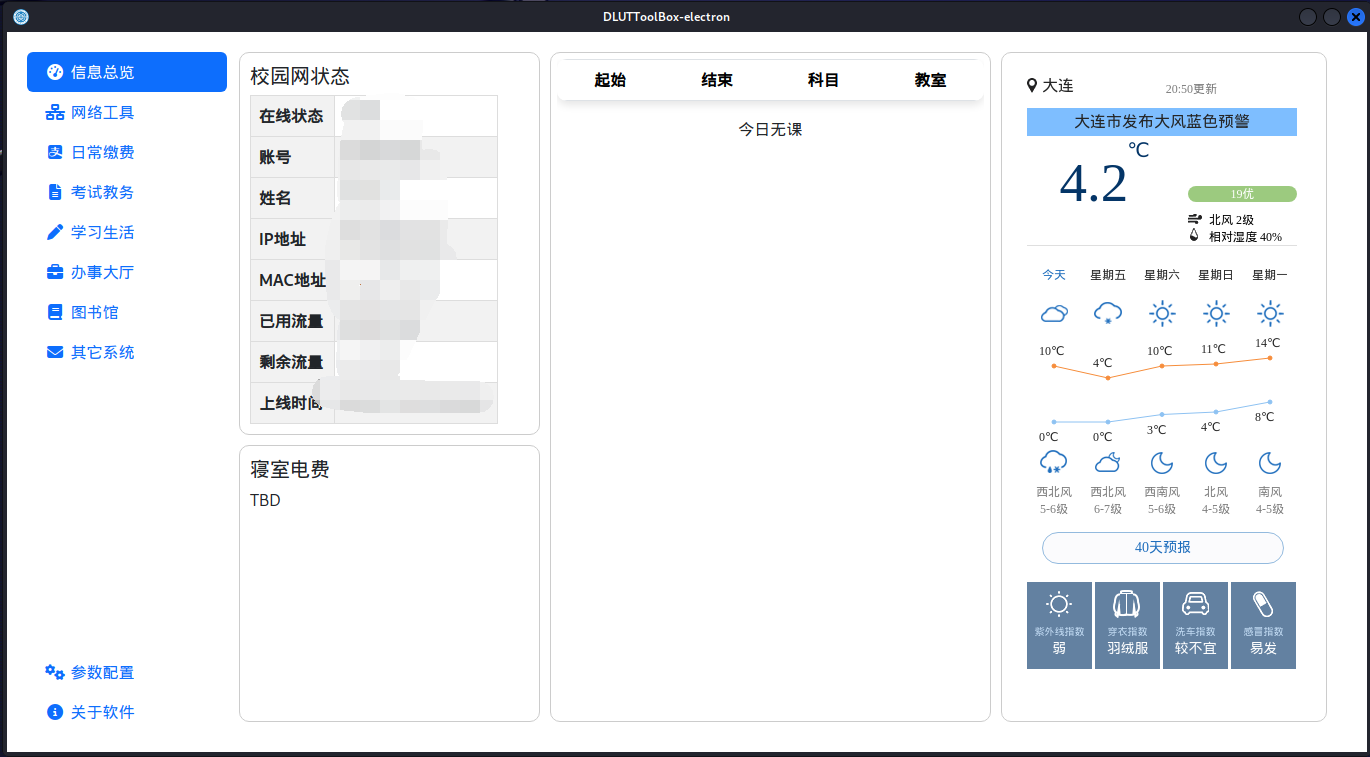 DLUTToolBox-electron
信息总览
网络工具
日常缴费
考试教务
学习生活
办事大厅
图书馆
其它系统
参数配置
关于软件
校园网状态
在线状态
账号
姓名
IP地址
MAC地址
已用流量
剩余流量
上线时间
寝室电费
TBD
起始 结束 科目 教室
今日无课
大连 20:50更新
大连市发布大风蓝色预警
4.2℃
19优
北风 2级
相对湿度 40%
今天 星期五 星期六 星期日 星期一
10℃ 4℃ 10℃ 11℃ 14℃
0℃ 0℃ 3℃ 4℃ 8℃
西北风 西北风 西南风 北风 南风
5-6级 6-7级 5-6级 4-5级 4-5级
40天预报
紫外线指数 穿衣指数 洗车指数 感冒指数
弱 羽绒服 较不宜 易发